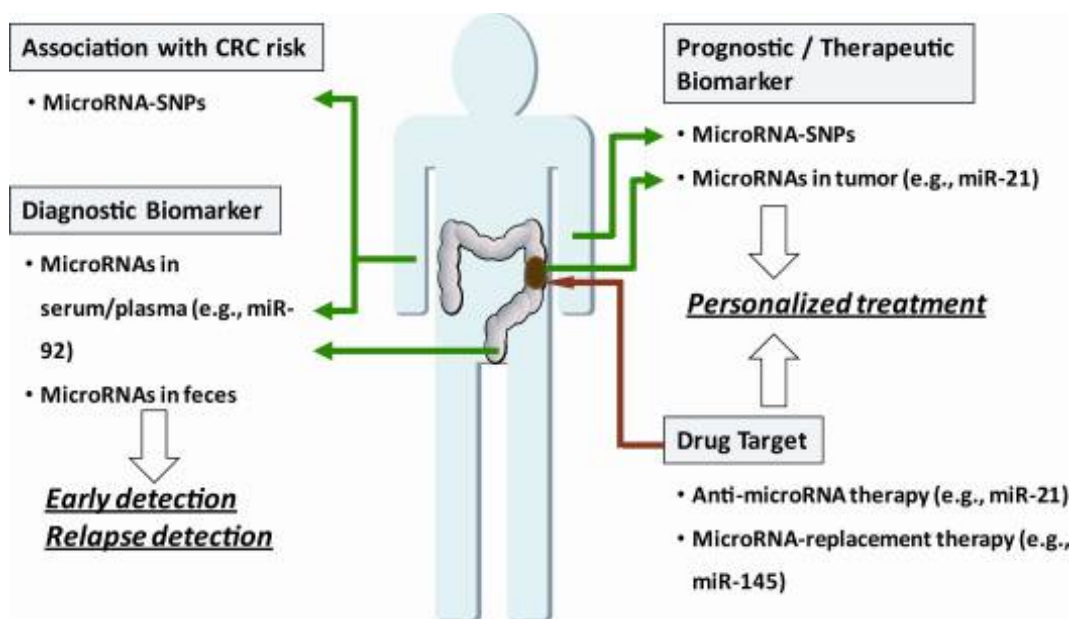 Association with CRC risk
• MicroRNA-SNPs
Diagnostic Biomarker
• MicroRNAs in
serum/plasma (e.g., miR-
92)
• MicroRNAs in feces
Early detection
Relapse detection
Prognostic / Therapeutic
Biomarker
• MicroRNA-SNPs
• MicroRNAs in tumor (e.g., miR-21)
Personalized treatment
Drug Target
• Anti-microRNA therapy (e.g., miR-21)
• MicroRNA-replacement therapy (e.g.,
miR-145)